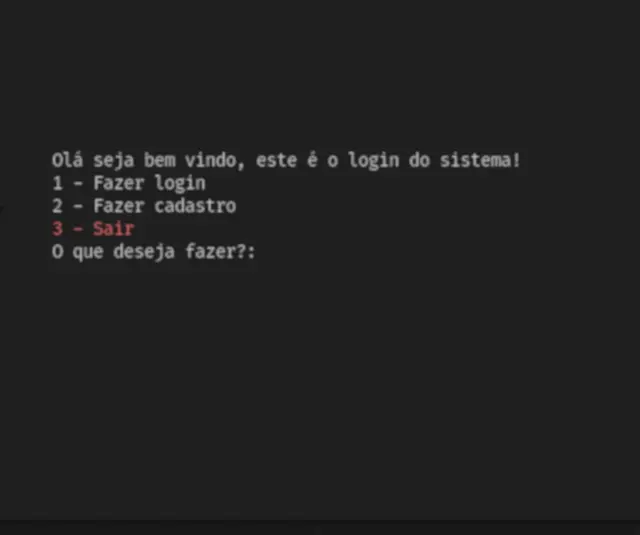 Olá seja bem vindo, este é o login do sistema!
1 - Fazer login
2 - Fazer cadastro
3 - Sair
O que deseja fazer?: